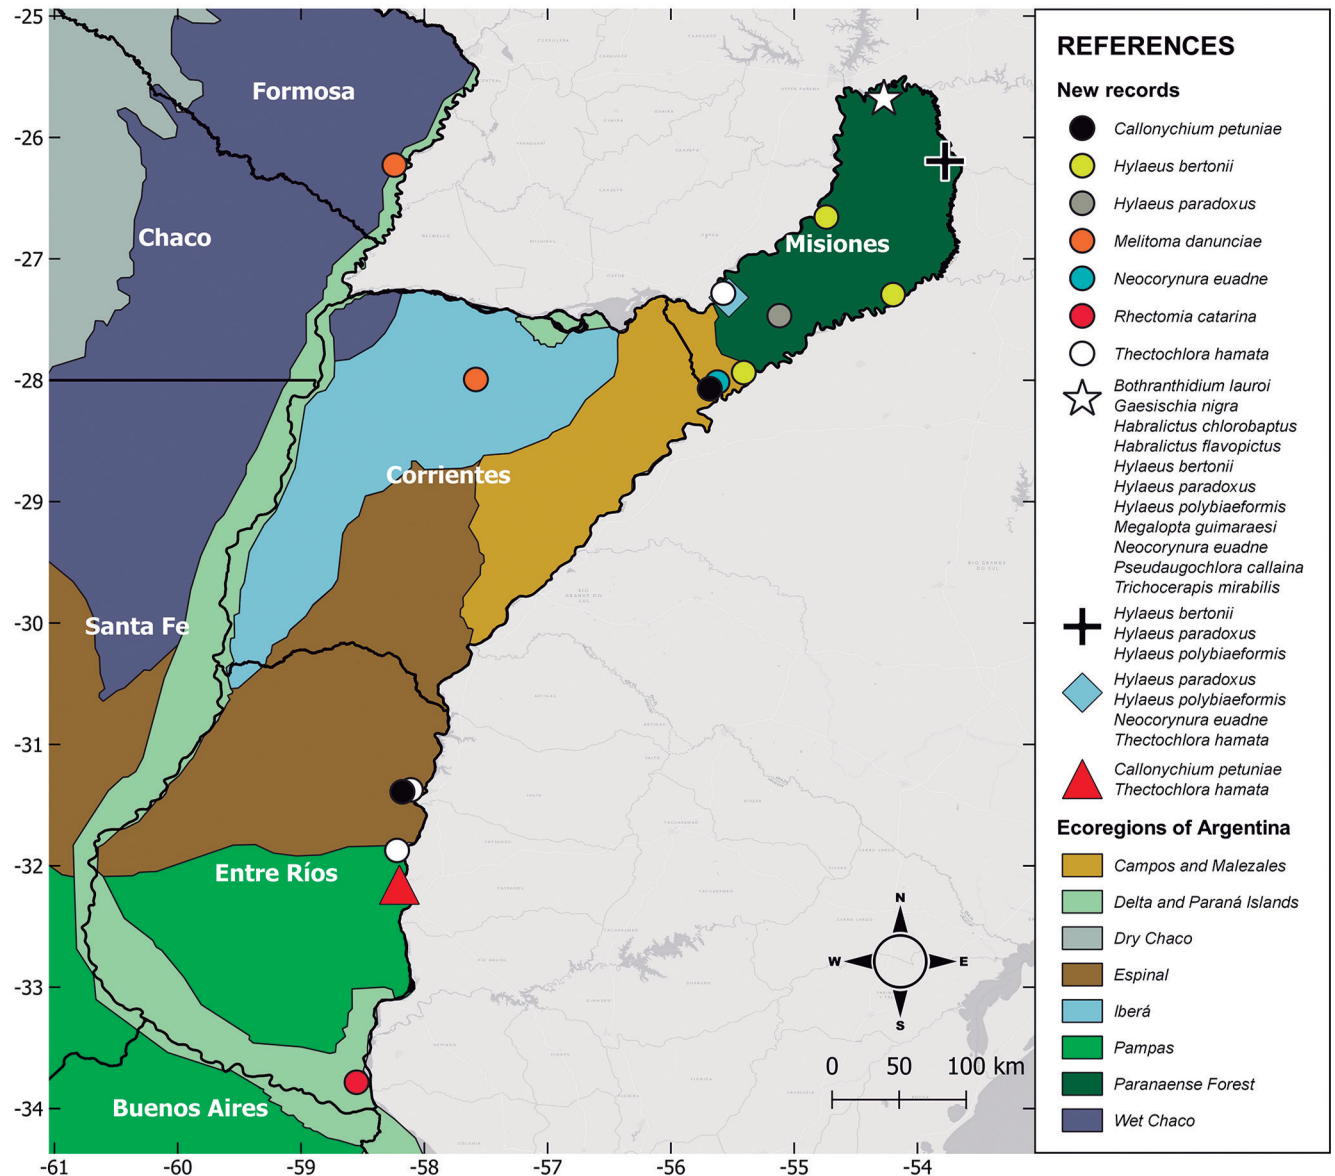 -25
-26
-27
-28
-29
-30
-31
-32
-33
-34
-61
-60
-59
-58
-57
-56
-55
-54
Formosa
Chaco
Misiones
Corrientes
Santa Fe
Entre Ríos
Buenos Aires
RIO GRANDE
DO SUL
N
W
E
S
0 50 100 km
REFERENCES
New records
Callonychium petuniae
Hylaeus bertonii
Hylaeus paradoxus
Melitoma danunciae
Neocorynura euadne
Rhectomia catarina
Thectochlora hamata
Bothranthidium lauroi
Gaesischia nigra
Habralictus chlorobaptus
Habralictus flavopictus
Hylaeus bertonii
Hylaeus paradoxus
Hylaeus polybiaeformis
Megalopta guimaraesi
Neocorynura euadne
Pseudaugochlora callaina
Trichocerapis mirabilis
Hylaeus bertonii
Hylaeus paradoxus
Hylaeus polybiaeformis
Hylaeus paradoxus
Hylaeus polybiaeformis
Neocorynura euadne
Thectochlora hamata
Callonychium petuniae
Thectochlora hamata
Ecoregions of Argentina
Campos and Malezales
Delta and Paraná Islands
Dry Chaco
Espinal
Iberá
Pampas
Paranaense Forest
Wet Chaco